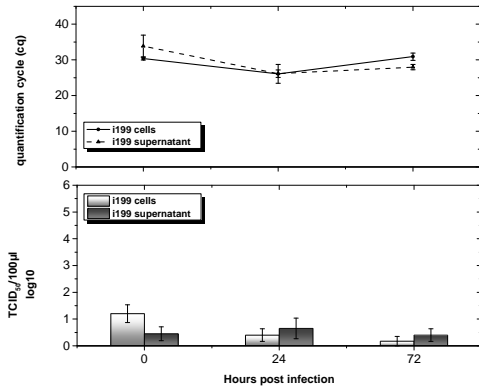 quantification cycle (cq)
40
30
20
10
0
i199 cells
i199 supernatant
TCID50/100µl
log10
6
5
4
3
2
1
0
i199 cells
i199 supernatant
0
24
72
Hours post infection